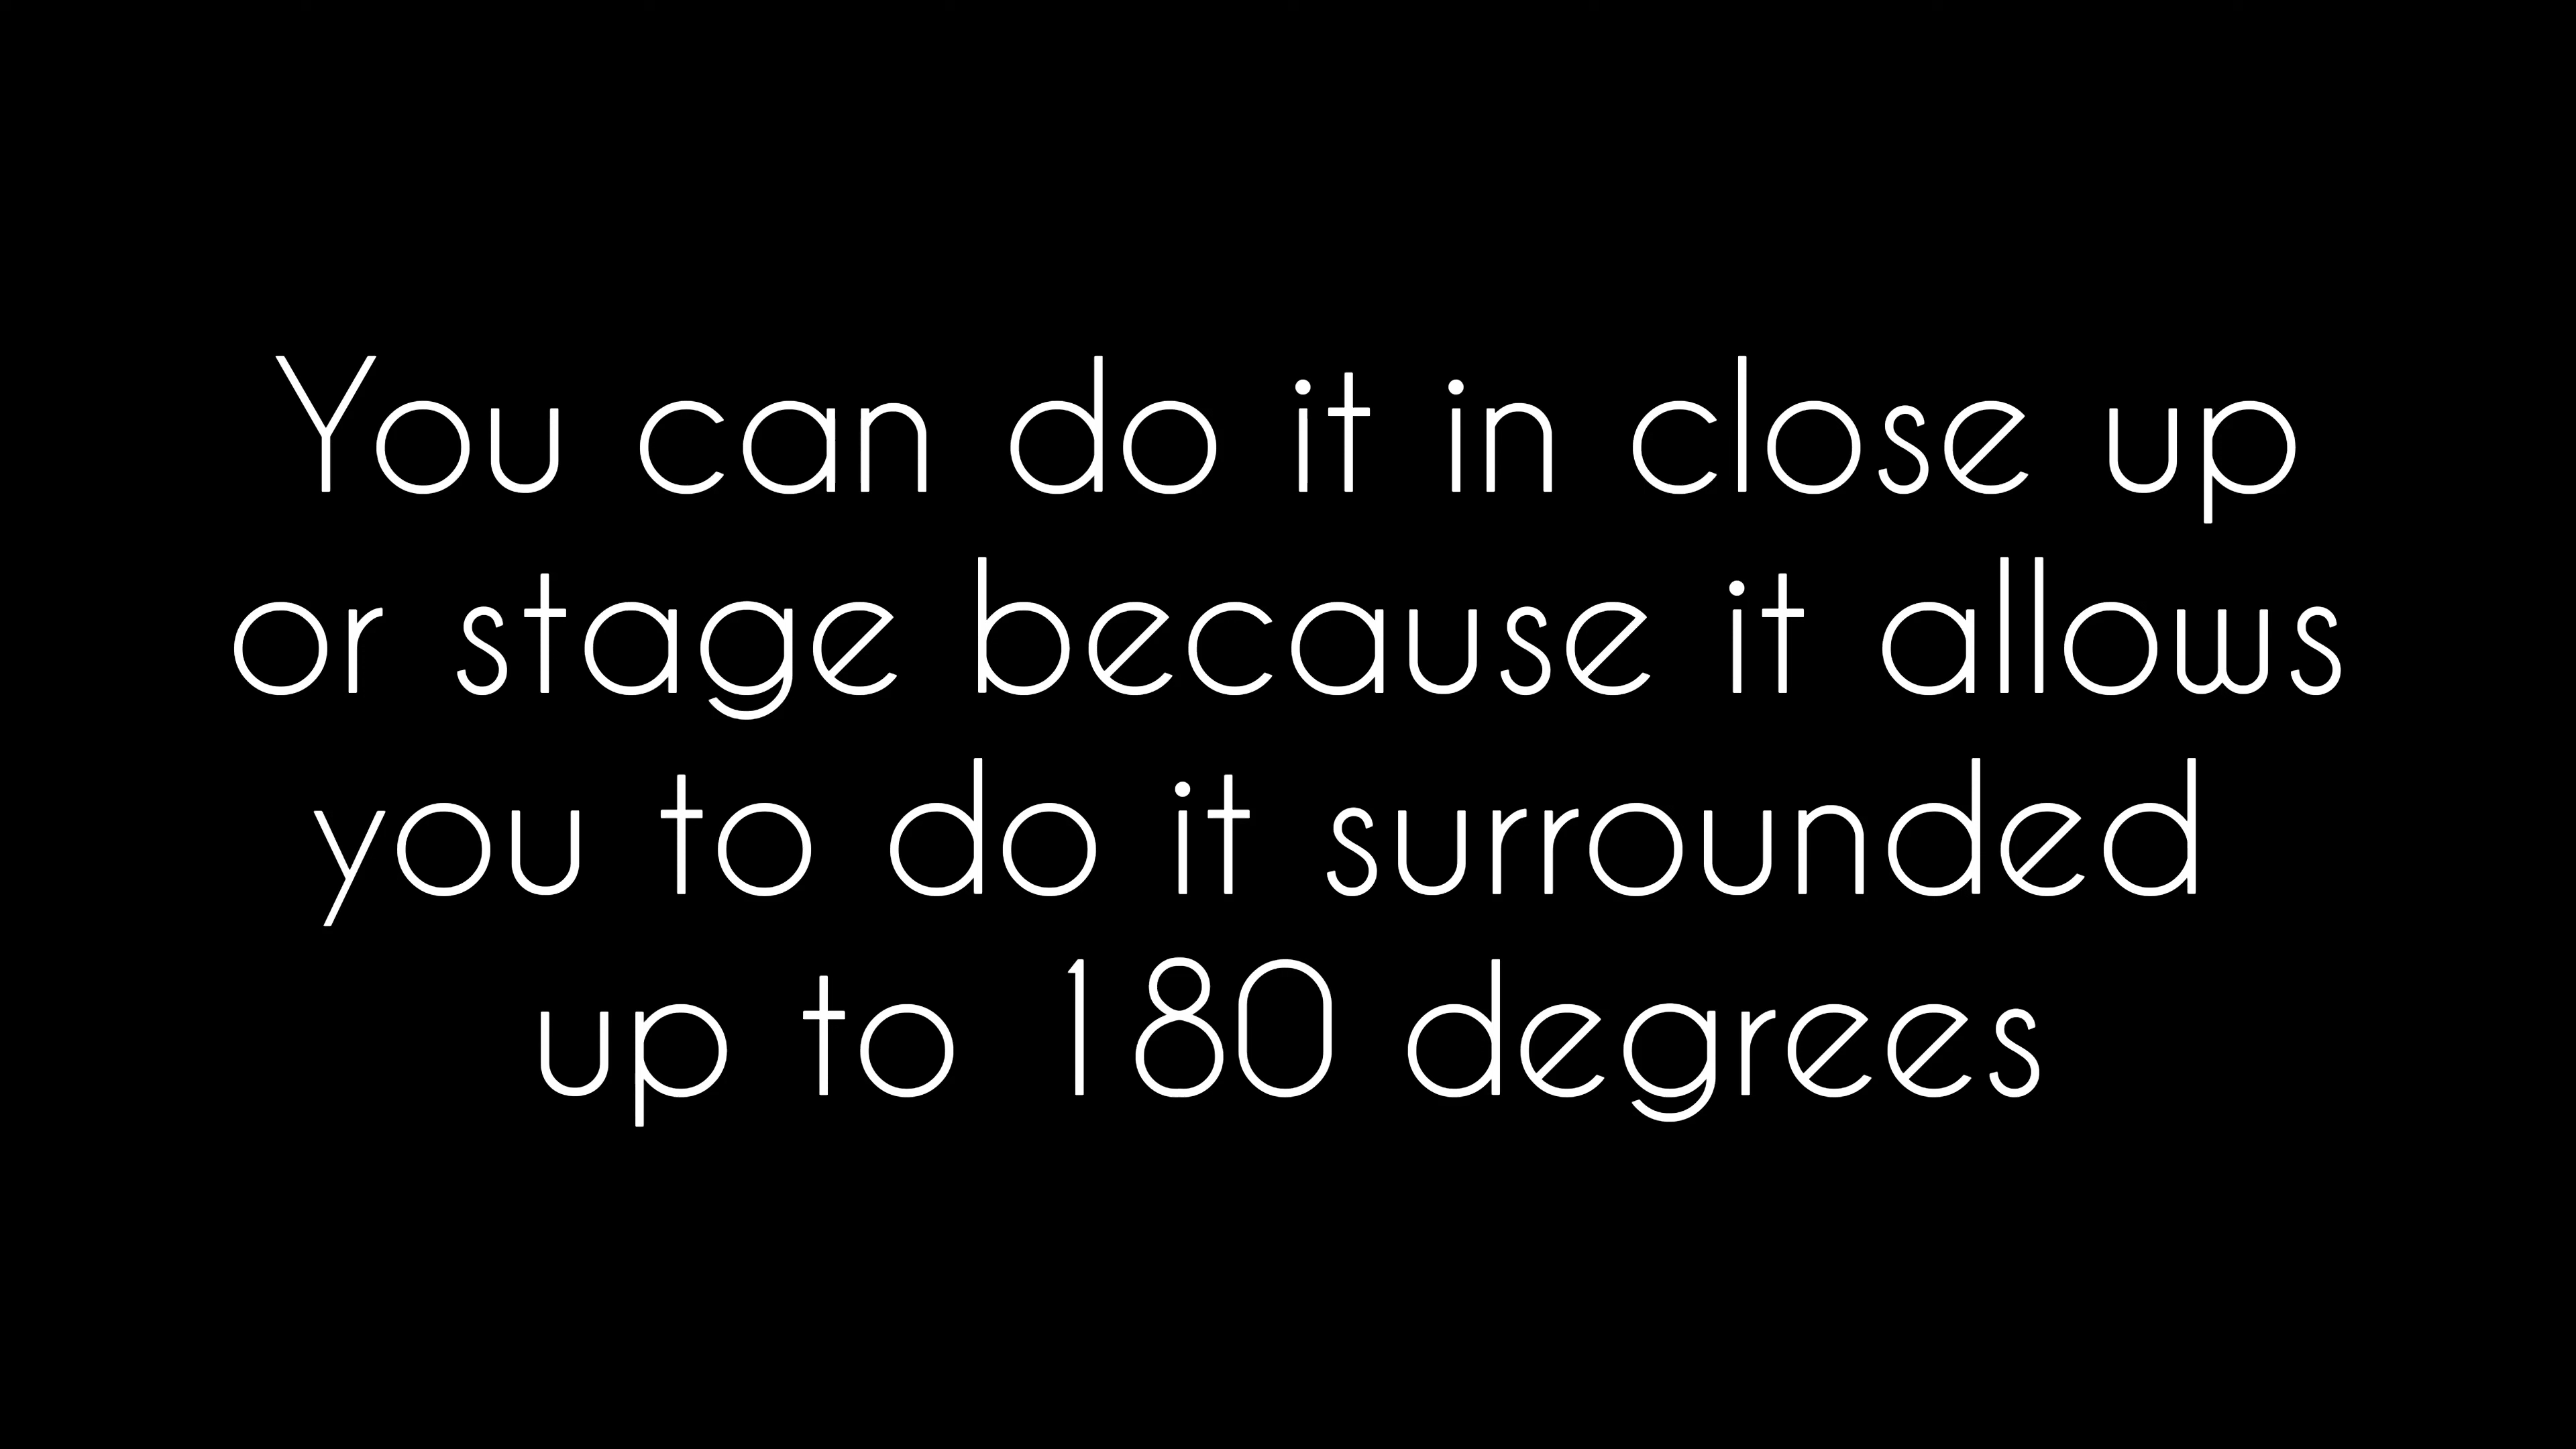 You can do it in close up
or stage because it allows
you to do it surrounded
up to 180 degrees